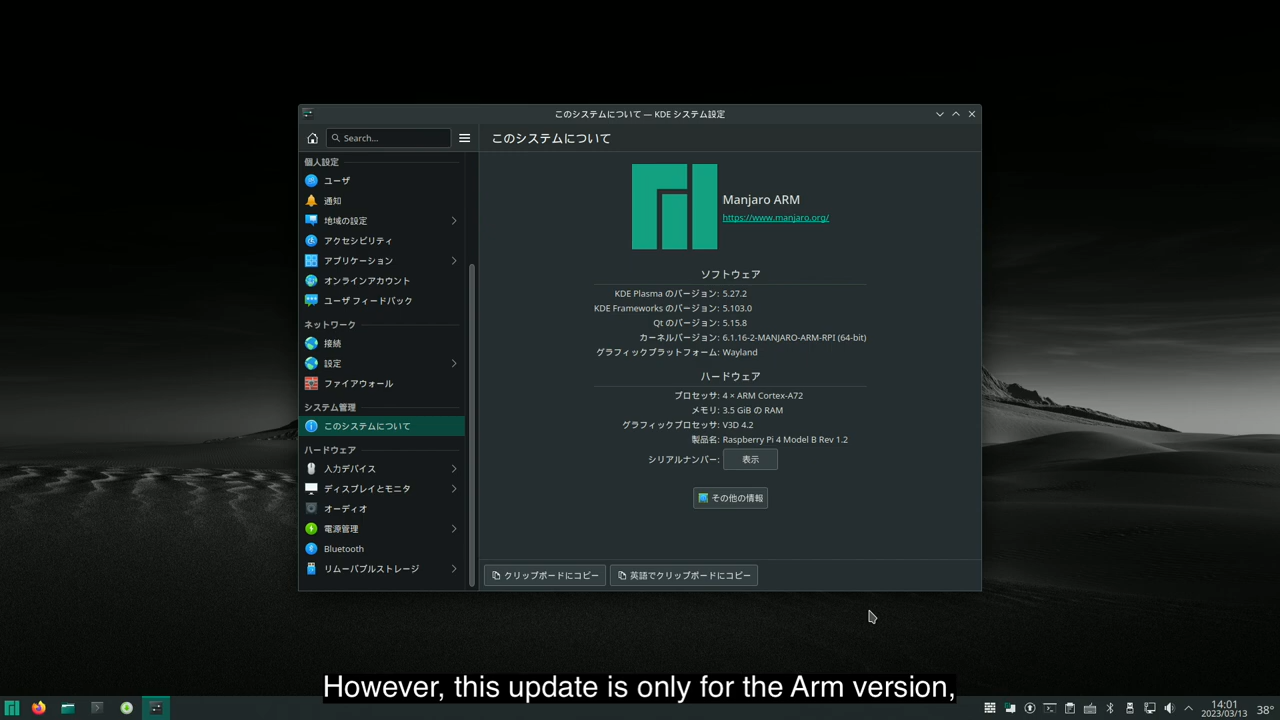 このシステムについて — KDE システム設定
Search...
このシステムについて
個人設定
ユーザ
通知
地域の設定
アクセシビリティ
アプリケーション
オンラインアカウント
ユーザ フィードバック
ネットワーク
接続
設定
ファイアウォール
システム管理
このシステムについて
ハードウェア
入力デバイス
ディスプレイとモニタ
オーディオ
電源管理
Bluetooth
リムーバブルストレージ
Manjaro ARM
https://www.manjaro.org/
ソフトウェア
KDE Plasma のバージョン: 5.27.2
KDE Frameworks のバージョン: 5.103.0
Qt のバージョン: 5.15.8
カーネルバージョン: 6.1.16-2-MANJARO-ARM-RPI (64-bit)
グラフィックプラットフォーム: Wayland
ハードウェア
プロセッサ: 4 × ARM Cortex-A72
メモリ: 3.5 GiB の RAM
グラフィックプロセッサ: V3D 4.2
製品名: Raspberry Pi 4 Model B Rev 1.2
シリアルナンバー: 表示
その他の情報
クリップボードにコピー 英語でクリップボードにコピー
However, this update is only for the Arm version,
14:01
2023/03/13
38°